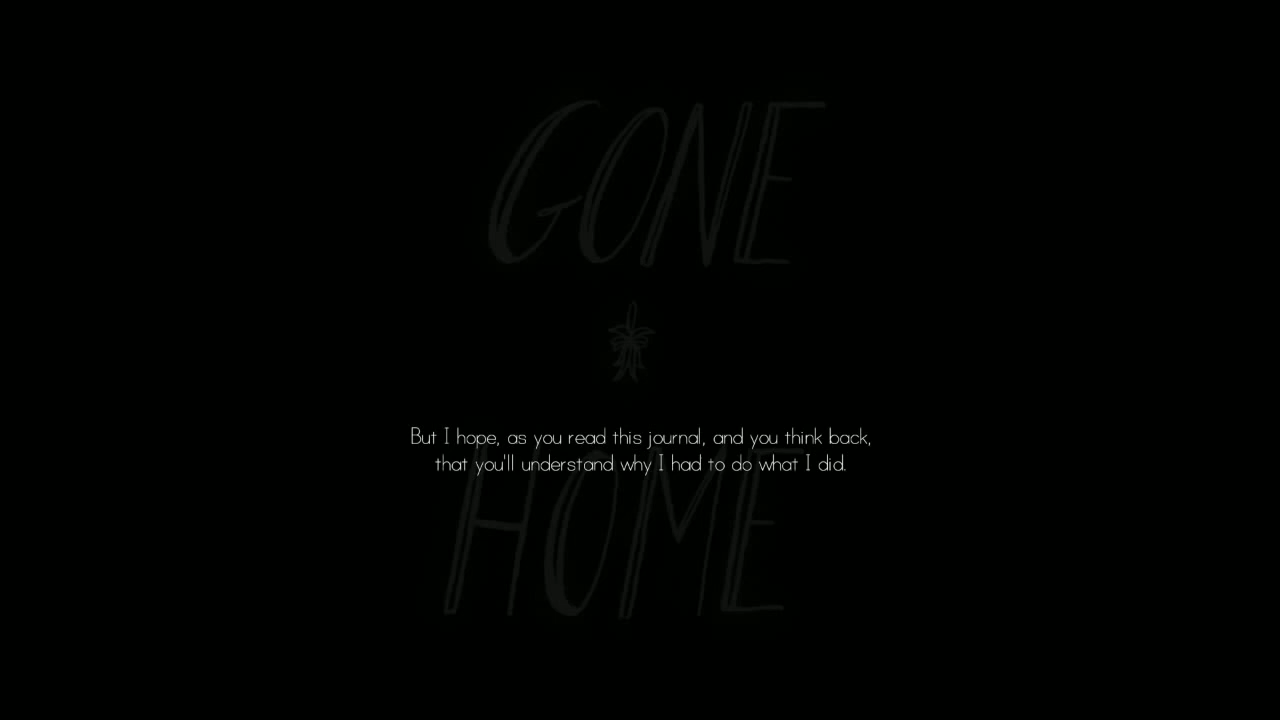 GONE
But I hope, as you read this journal, and you think back,
that you'll understand why I had to do what I did.
HOME